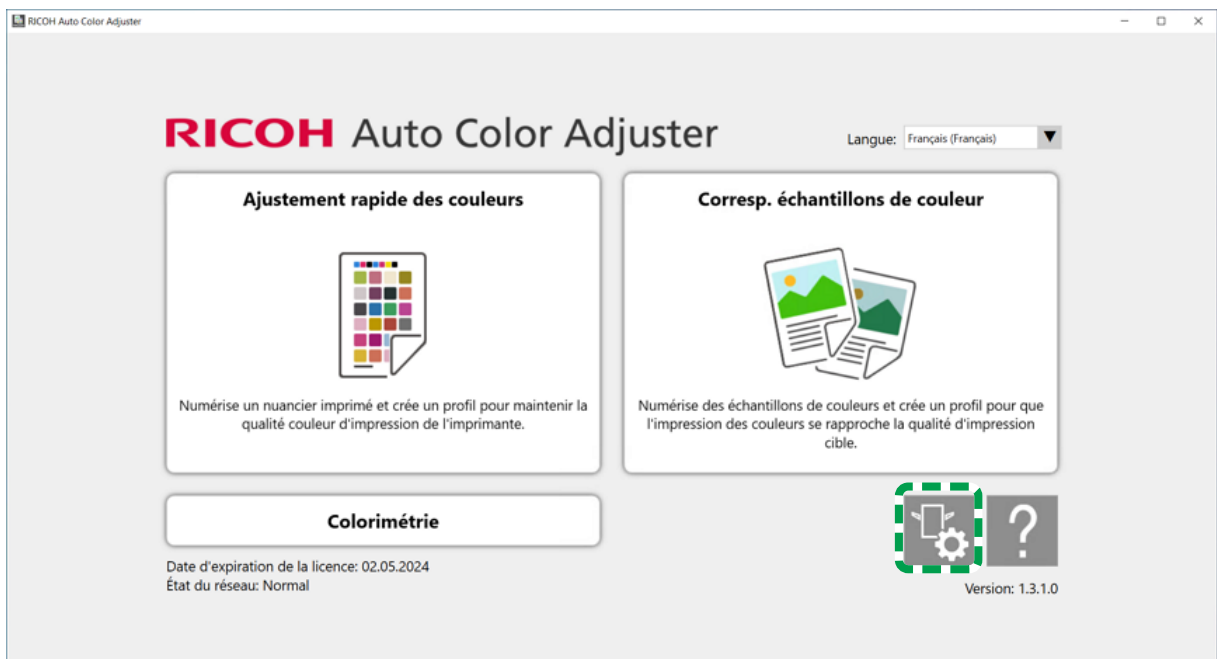 RICOH Auto Color Adjuster
RICOH Auto Color Adjuster
Langue: Français (Français)
Ajustement rapide des couleurs
Numérise un nuancier imprimé et crée un profil pour maintenir la
qualité couleur d'impression de l'imprimante.
Corresp. échantillons de couleur
Numérise des échantillons de couleurs et crée un profil pour que
l'impression des couleurs se rapproche la qualité d'impression
cible.
Colorimétrie
?
Date d'expiration de la licence: 02.05.2024
État du réseau: Normal
Version: 1.3.1.0